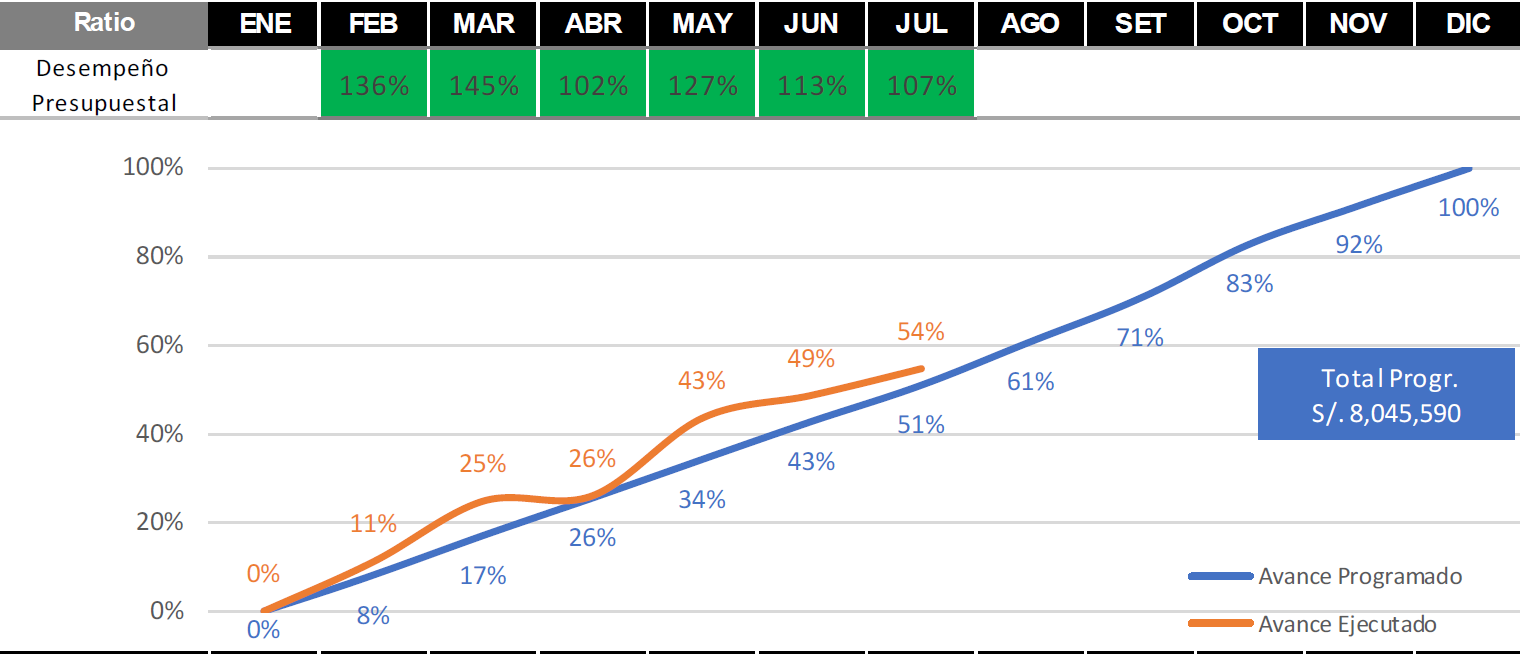 Ratio ENE FEB MAR ABR MAY JUN JUL AGO SET OCT NOV DIC
Desempeño
Presupuestal
136% 145% 102% 127% 113% 107%
100%
80%
60%
40%
20%
0%
0% 11% 25% 26% 43% 49% 54%
0% 8% 17% 26% 34% 43% 51% 61% 71% 83% 92% 100%
Total Progr.
S/. 8,045,590
Avance Programado
Avance Ejecutado